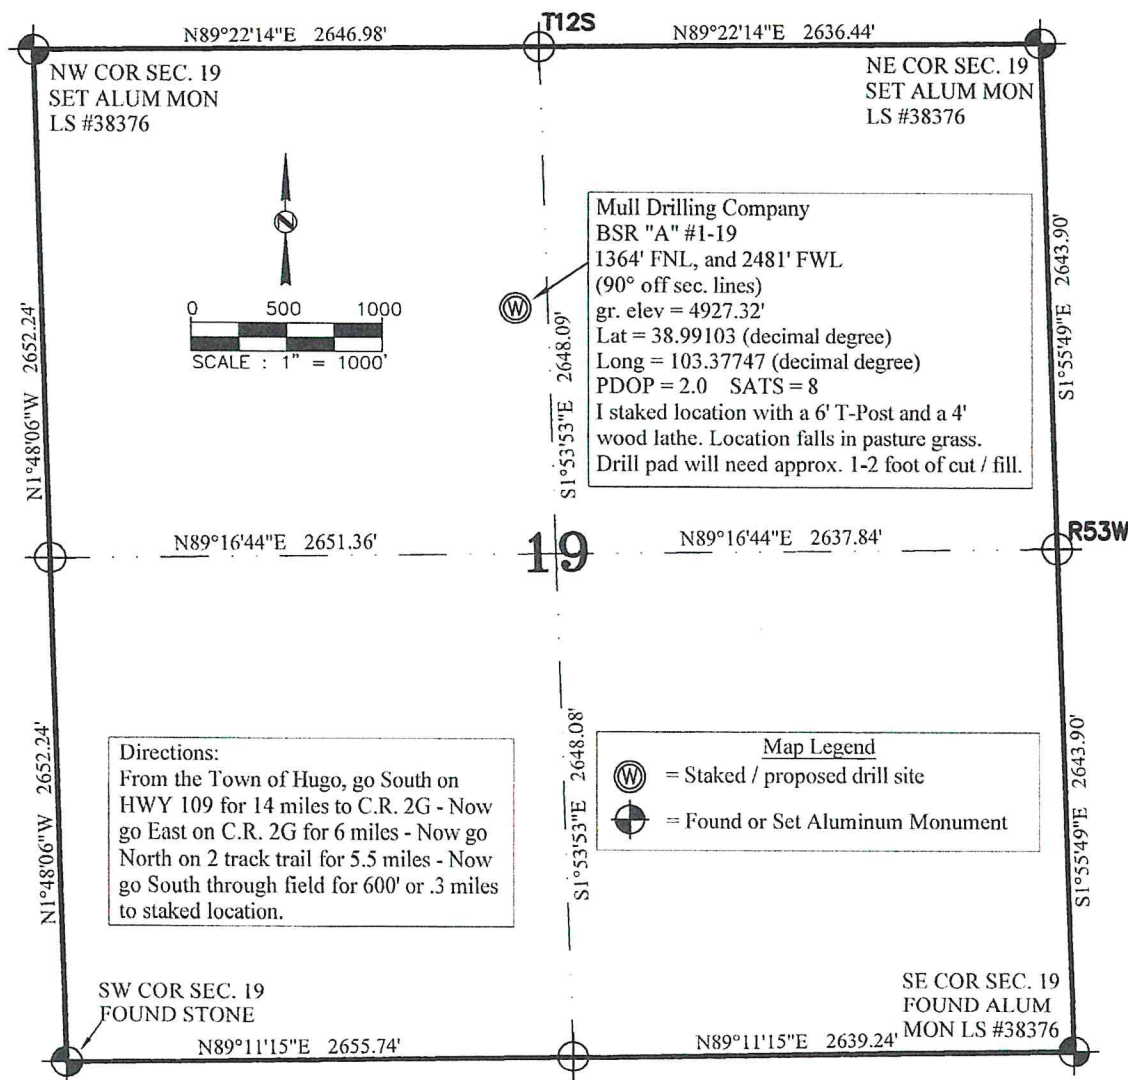 T12S
N89°22'14"E 2646.98'
N89°22'14"E 2636.44'
NW COR SEC. 19
SET ALUM MON
LS #38376
NE COR SEC. 19
SET ALUM MON
LS #38376
N
0 500 1000
SCALE : 1" = 1000'
Mull Drilling Company
BSR "A" #1-19
1364' FNL, and 2481' FWL
(90° off sec. lines)
gr. elev = 4927.32'
Lat = 38.99103 (decimal degree)
Long = 103.37747 (decimal degree)
PDOP = 2.0 SATS = 8
I staked location with a 6' T-Post and a 4'
wood lathe. Location falls in pasture grass.
Drill pad will need approx. 1-2 foot of cut / fill.
W
N1°48'06"W 2652.24'
S1°53'53"E 2648.09'
S1°55'49"E 2643.90'
N89°16'44"E 2651.36'
19
N89°16'44"E 2637.84'
R53W
N1°48'06"W 2652.24'
S1°53'53"E 2648.08'
S1°55'49"E 2643.90'
Directions:
From the Town of Hugo, go South on
HWY 109 for 14 miles to C.R. 2G - Now
go East on C.R. 2G for 6 miles - Now go
North on 2 track trail for 5.5 miles - Now
go South through field for 600' or .3 miles
to staked location.
Map Legend
W = Staked / proposed drill site
= Found or Set Aluminum Monument
SW COR SEC. 19
FOUND STONE
SE COR SEC. 19
FOUND ALUM
MON LS #38376
N89°11'15"E 2655.74'
N89°11'15"E 2639.24'